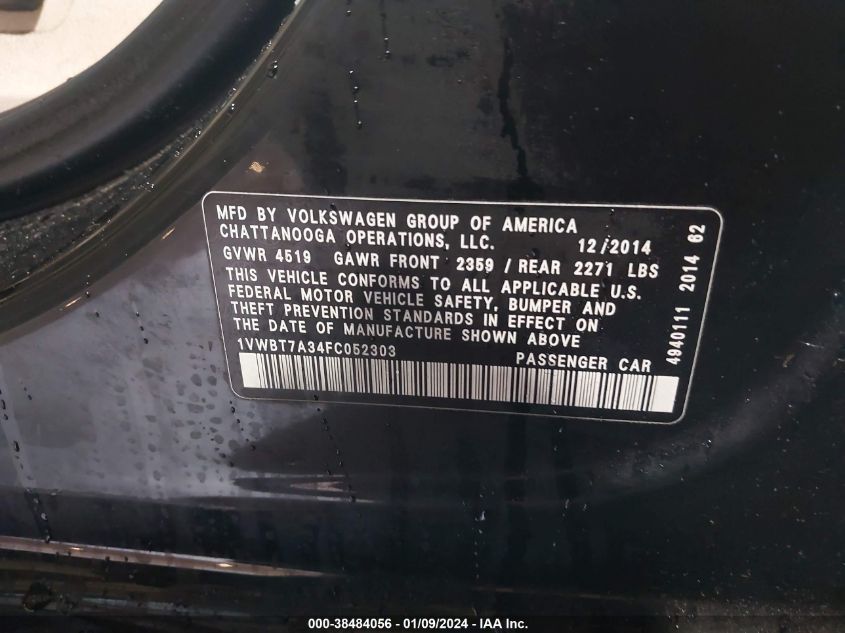 MFD BY VOLKSWAGEN GROUP OF AMERICA
CHATTANOOGA OPERATIONS, LLC. 12/2014
GVWR 4519 GAWR FRONT 2359 / REAR 2271 LBS
THIS VEHICLE CONFORMS TO ALL APPLICABLE U.S.
FEDERAL MOTOR VEHICLE SAFETY, BUMPER AND
THEFT PREVENTION STANDARDS IN EFFECT ON
THE DATE OF MANUFACTURE SHOWN ABOVE
1VWBT7A34FC052303 PASSENGER CAR
4940111 2014 62
000-38484056 - 01/09/2024 - IAA Inc.